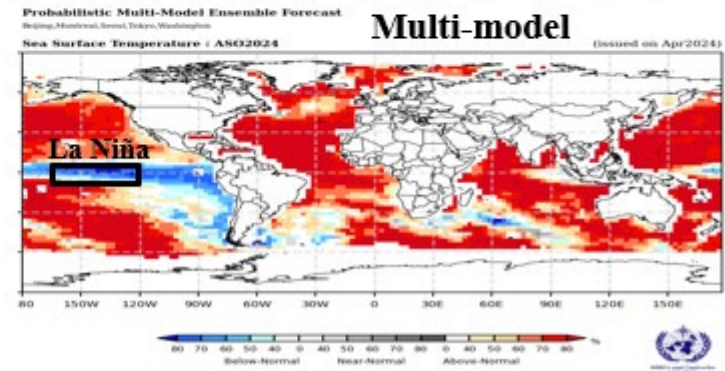 Probabilistic Multi-Model Ensemble Forecast
Beijing, Montreal, Seoul, Tokyo, Washington
Multi-model
Sea Surface Temperature : ASO2024
(issued on Apr2024)
La Niña
80 150W 120W 90W 60W 30W 0 30E 60E 90E 120E 150E
80 70 60 50 40 0 40 50 60 70 80 0 40 50 60 70 80 %
Below-Normal Near-Normal Above-Normal